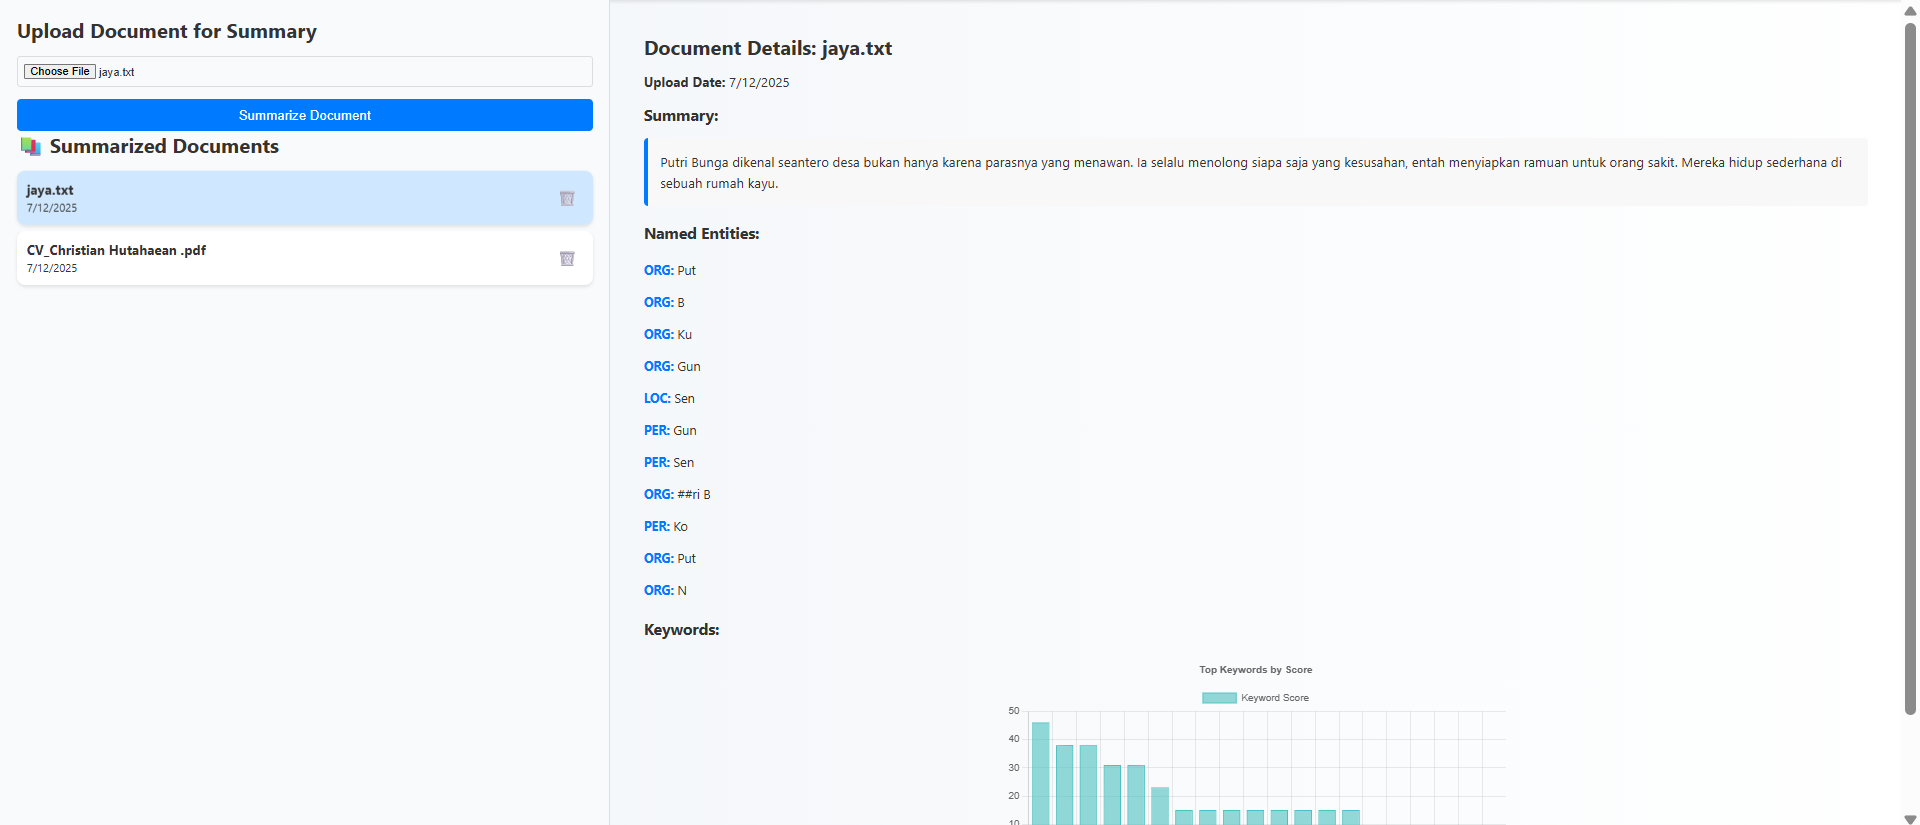 Upload Document for Summary
Choose File jaya.txt
Summarize Document
Summarized Documents
jaya.txt
7/12/2025
CV_Christian Hutahaean .pdf
7/12/2025
Document Details: jaya.txt
Upload Date: 7/12/2025
Summary:
Putri Bunga dikenal seantero desa bukan hanya karena parasnya yang menawan. Ia selalu menolong siapa saja yang kesusahan, entah menyiapkan ramuan untuk orang sakit. Mereka hidup sederhana di
sebuah rumah kayu.
Named Entities:
ORG: Put
ORG: B
ORG: Ku
ORG: Gun
LOC: Sen
PER: Gun
PER: Sen
ORG: ##ri B
PER: Ko
ORG: Put
ORG: N
Keywords:
Top Keywords by Score
Keyword Score
50
40
30
20
10